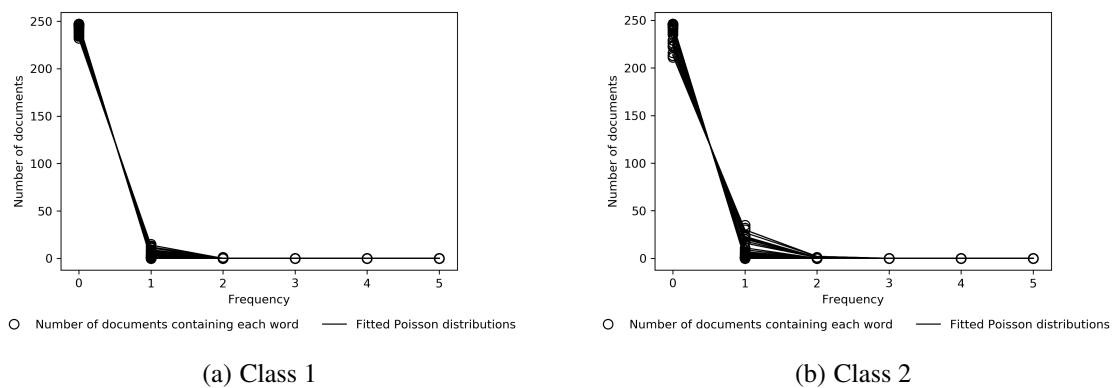 250
200
150
100
50
0
Number of documents
0 1 2 3 4 5
Frequency
Number of documents containing each word Fitted Poisson distributions
(a) Class 1
250
200
150
100
50
0
Number of documents
0 1 2 3 4 5
Frequency
Number of documents containing each word Fitted Poisson distributions
(b) Class 2